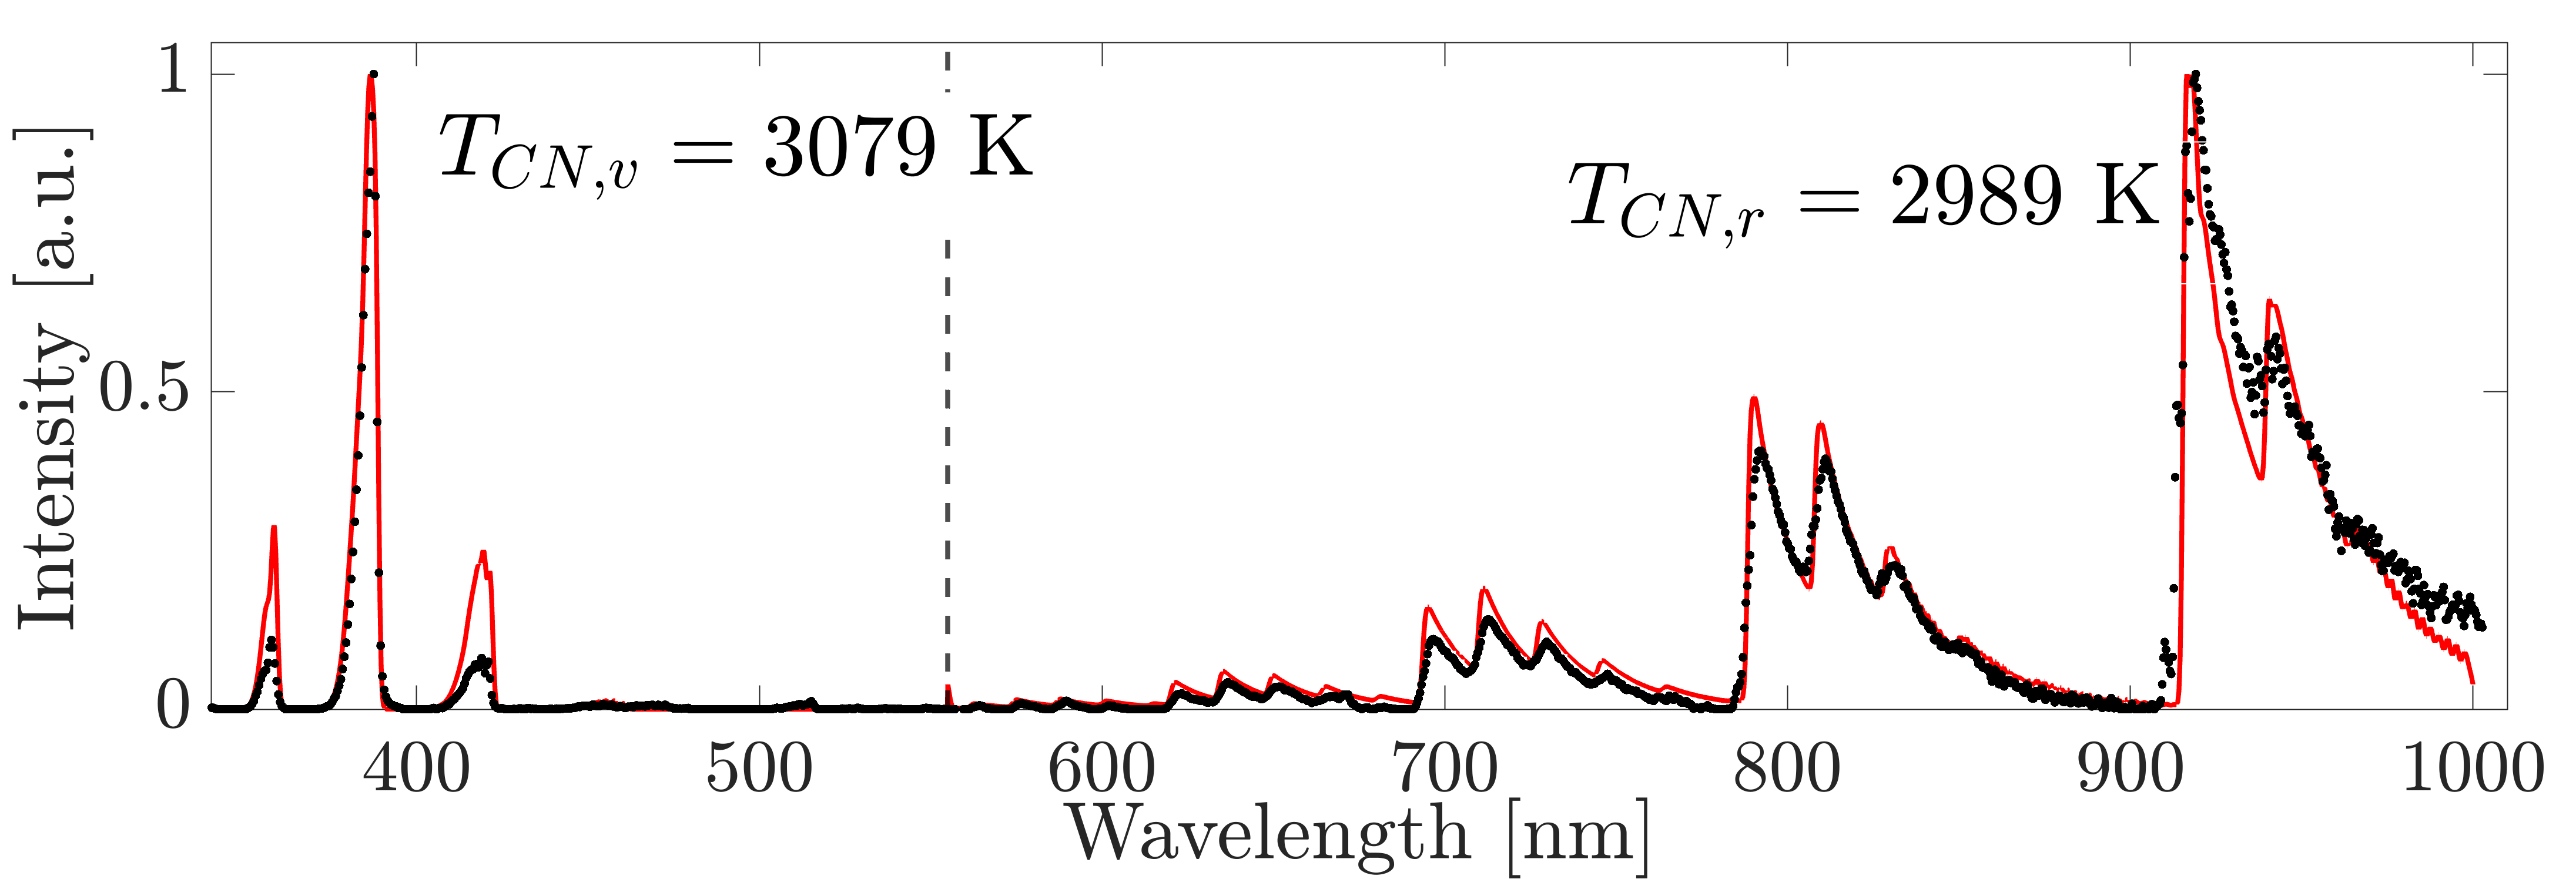 Intensity [a.u.]
1
0.5
0
T_{CN,v} = 3079 K
T_{CN,r} = 2989 K
400 500 600 700 800 900 1000
Wavelength [nm]